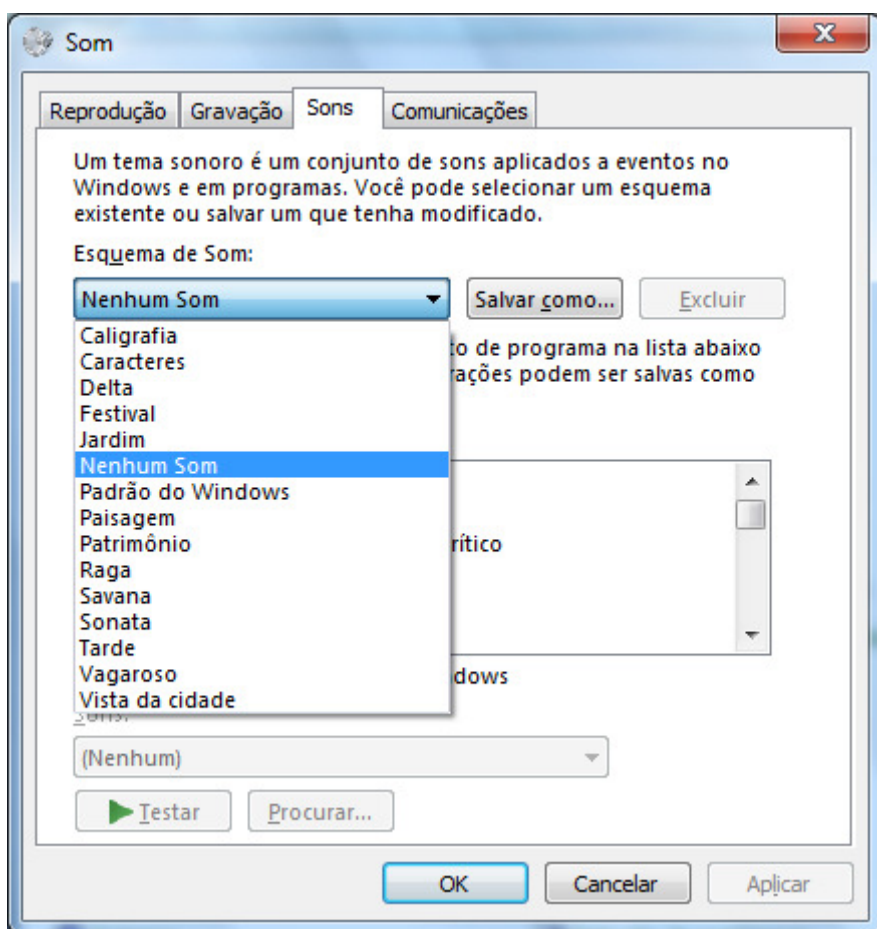 Som
Reprodução Gravação Sons Comunicações
Um tema sonoro é um conjunto de sons aplicados a eventos no
Windows e em programas. Você pode selecionar um esquema
existente ou salvar um que tenha modificado.
Esquema de Som:
Nenhum Som Salvar como... Excluir
Caligrafia
to de programa na lista abaixo
Caracteres
rações podem ser salvas como
Delta
Festival
Jardim
Nenhum Som
Padrão do Windows
Paisagem
Patrimônio
rítico
Raga
Savana
Sonata
Tarde
Vagaroso
dows
Vista da cidade
Sons:
(Nenhum)
Testar Procurar...
OK Cancelar Aplicar